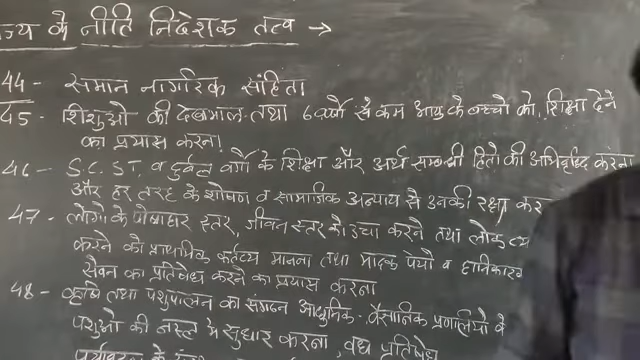 ज्य के नीति निदेशक तत्व →
44 - समान नागरिक संहिता
45 - शिशुओ की देखभाल तथा 6 वर्षो से कम आयु के बच्चो को, शिक्षा देने
का प्रयास करना!
46 - S.C. ST. व दुर्बल वर्गो के शिक्षा और अर्थ सम्बन्धी हितो की अभिवृद्धि करना
और हर तरह के शोषण व सामाजिक अन्याय से उनकी रक्षा कर
47 - लोगो के पोषाहार स्तर, जीवन स्तर को उचा करने तथा लोक स्व
करने को प्राथमिक कर्तव्य मानना तथा मादक पेयो व हानिकारक
सेवन का प्रतिषेध करने का प्रयास करना
48 - कृषि तथा पशुपालन का संगठन आधुनिक - वैज्ञानिक प्रणालियो से
पशुओ की नस्ल मे सुधार करना, वध प्रतिषेध
पर्यावरण के